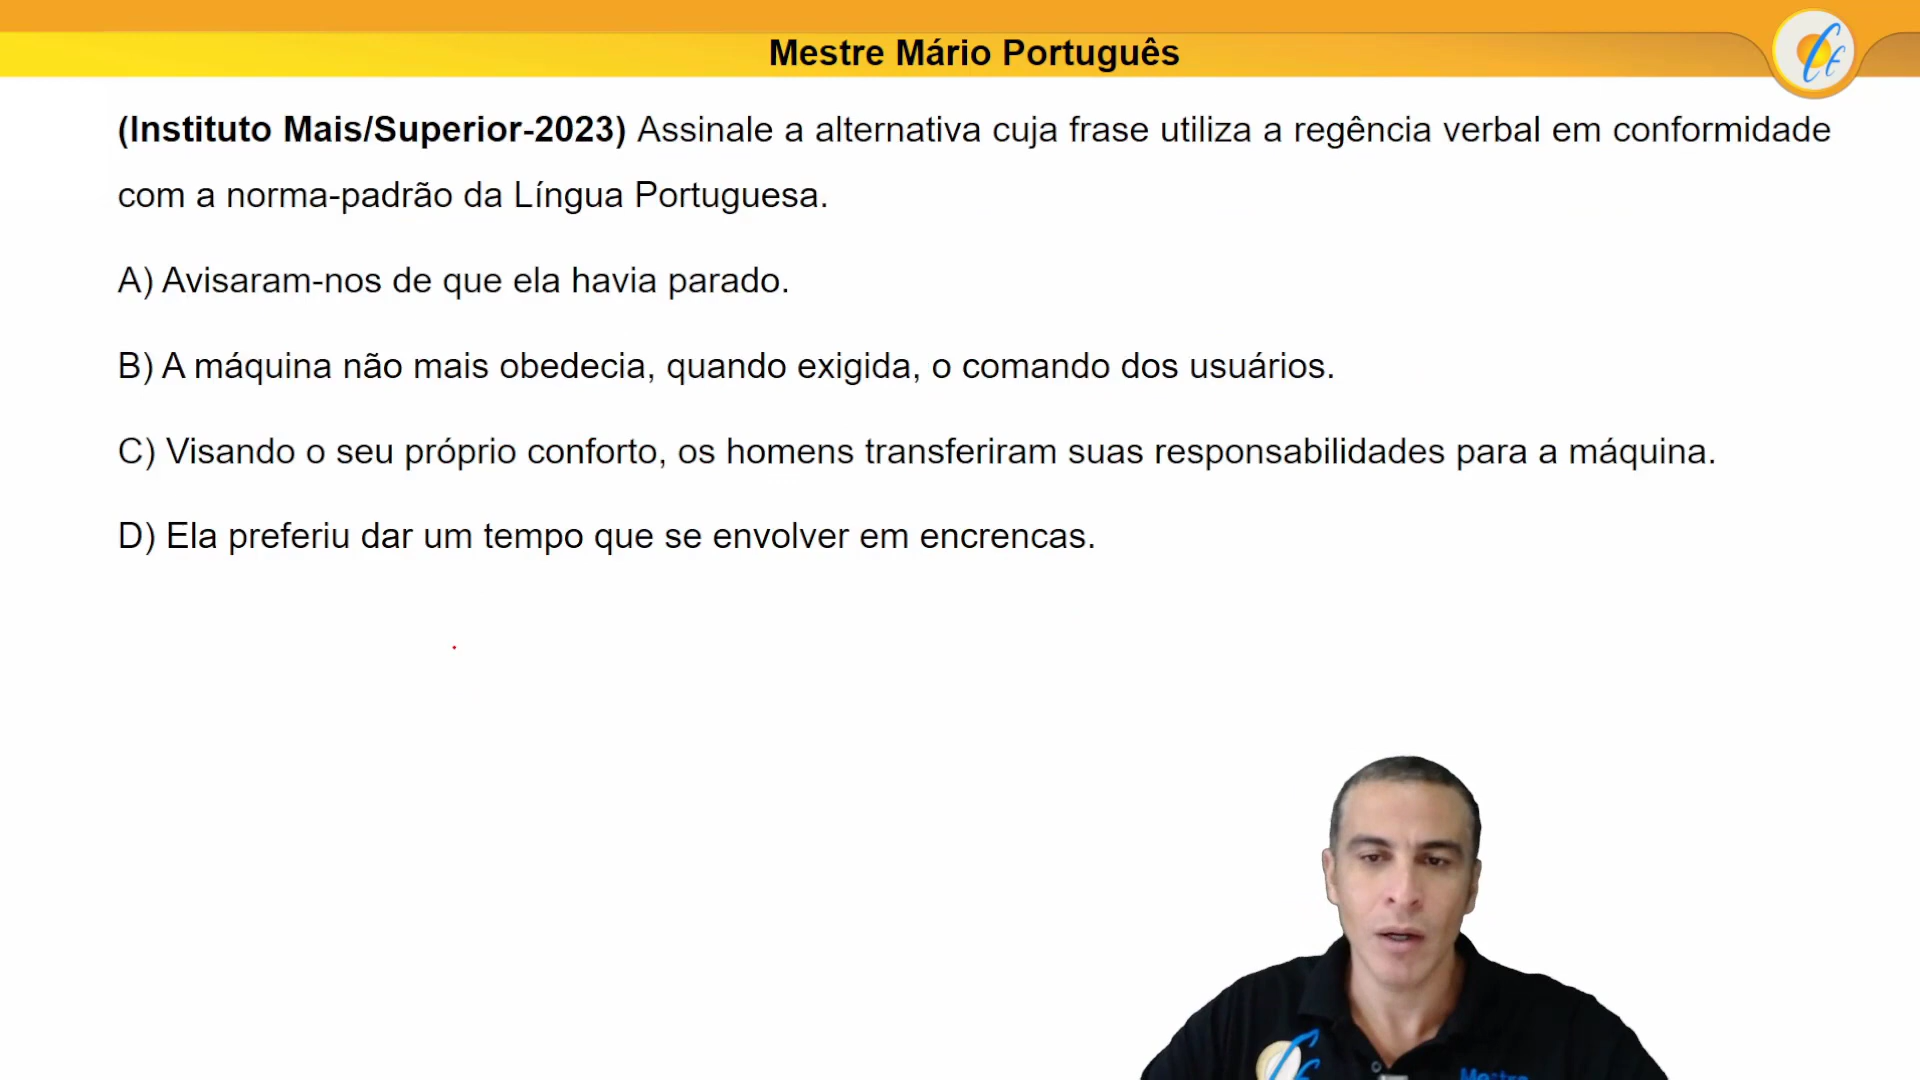 Mestre Mário Português
(Instituto Mais/Superior-2023) Assinale a alternativa cuja frase utiliza a regência verbal em conformidade
com a norma-padrão da Língua Portuguesa.
A) Avisaram-nos de que ela havia parado.
B) A máquina não mais obedecia, quando exigida, o comando dos usuários.
C) Visando o seu próprio conforto, os homens transferiram suas responsabilidades para a máquina.
D) Ela preferiu dar um tempo que se envolver em encrencas.